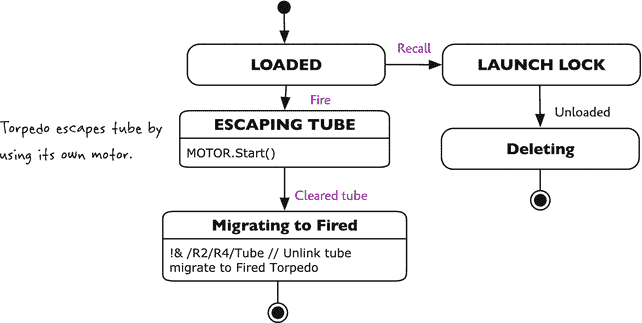 LOADED
Recall
LAUNCH LOCK
Fire
Unloaded
Torpedo escapes tube by
using its own motor.
ESCAPING TUBE
MOTOR.Start()
Deleting
Cleared tube
Migrating to Fired
!& /R2/R4/Tube // Unlink tube
migrate to Fired Torpedo